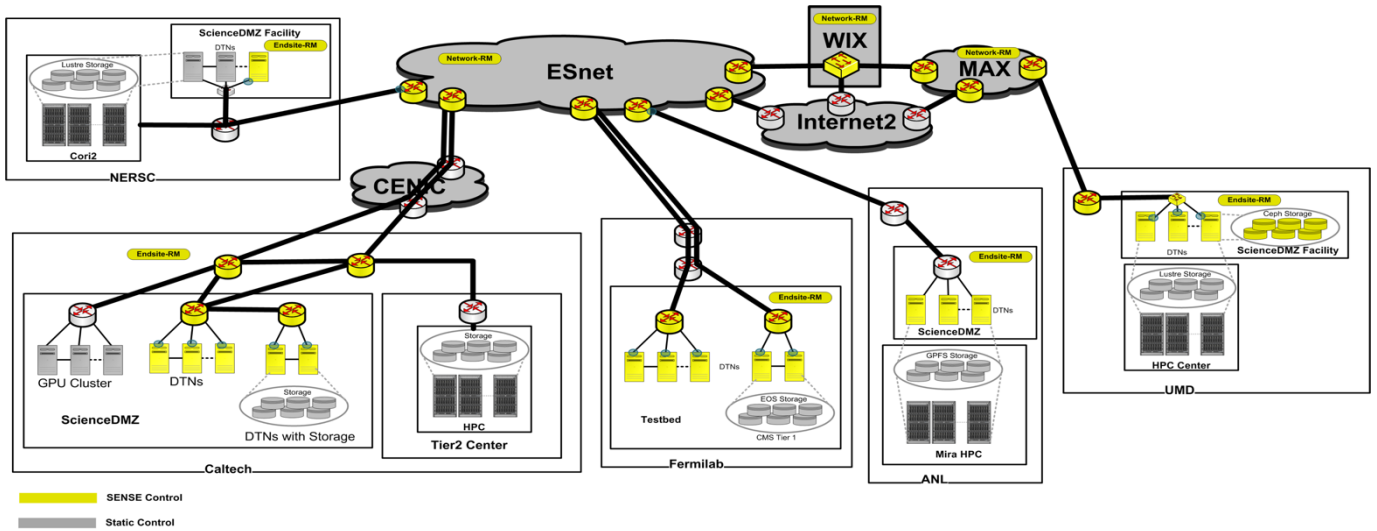 ScienceDMZ Facility
DTNs
Endsite-RM
Lustre Storage
Cori2
NERSC
Network-RM
ESnet
Network-RM
WIX
Network-RM
MAX
Internet2
CENIC
Endsite-RM
GPU Cluster
DTNs
Storage
DTNs with Storage
ScienceDMZ
Storage
HPC
Tier2 Center
Caltech
Endsite-RM
DTNs
EOS Storage
CMS Tier 1
Testbed
Fermilab
Endsite-RM
DTNs
ScienceDMZ
GPFS Storage
Mira HPC
ANL
Endsite-RM
Ceph Storage
DTNs
ScienceDMZ Facility
Lustre Storage
HPC Center
UMD
SENSE Control
Static Control